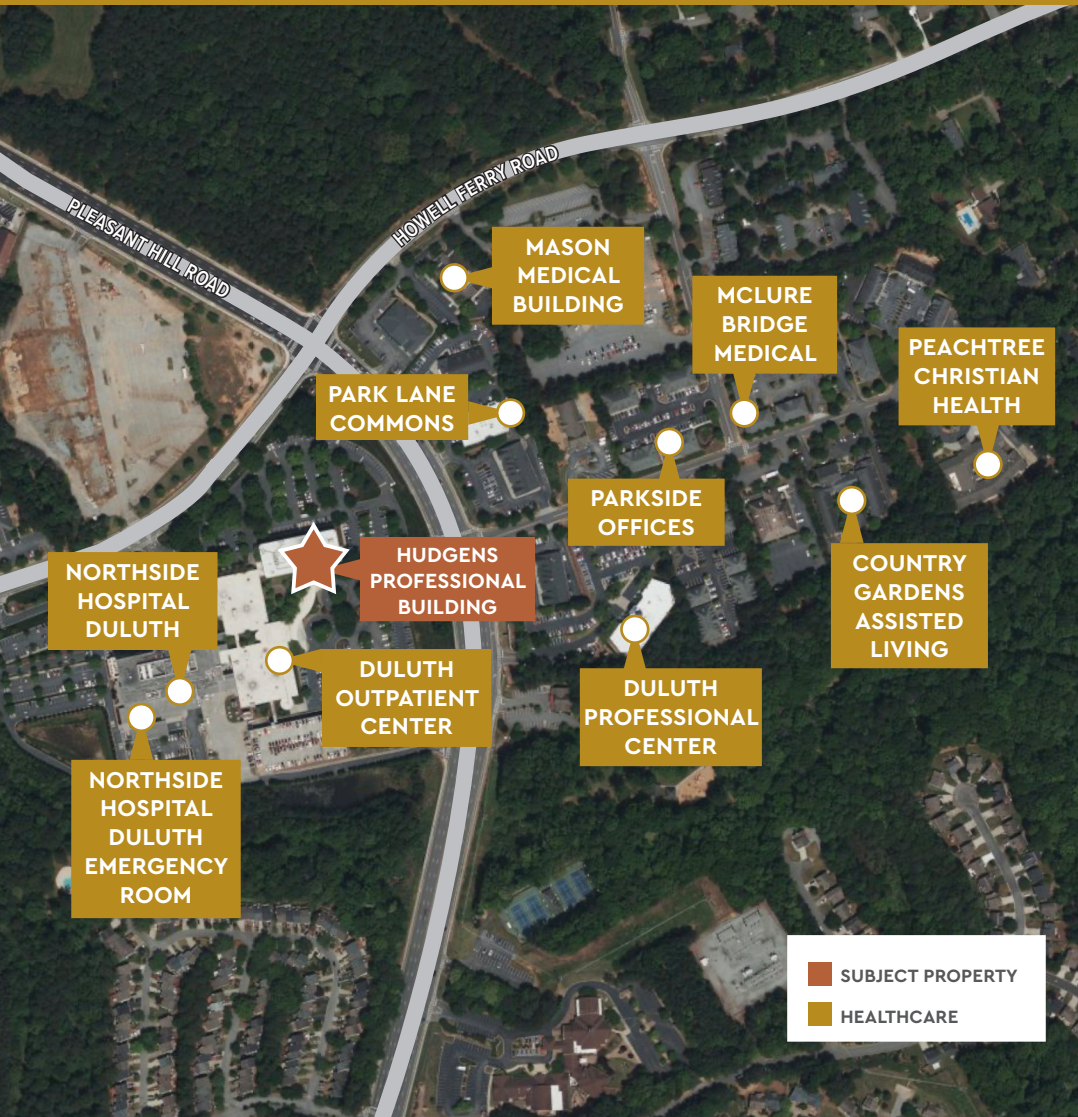 HOWELL FERRY ROAD
PLEASANT HILL ROAD
MASON
MEDICAL
BUILDING
MCLURE
BRIDGE
MEDICAL
PEACHTREE
CHRISTIAN
HEALTH
PARK LANE
COMMONS
PARKSIDE
OFFICES
HUDGENS
PROFESSIONAL
BUILDING
COUNTRY
GARDENS
ASSISTED
LIVING
NORTHSIDE
HOSPITAL
DULUTH
DULUTH
OUTPATIENT
CENTER
DULUTH
PROFESSIONAL
CENTER
NORTHSIDE
HOSPITAL
DULUTH
EMERGENCY
ROOM
SUBJECT PROPERTY
HEALTHCARE